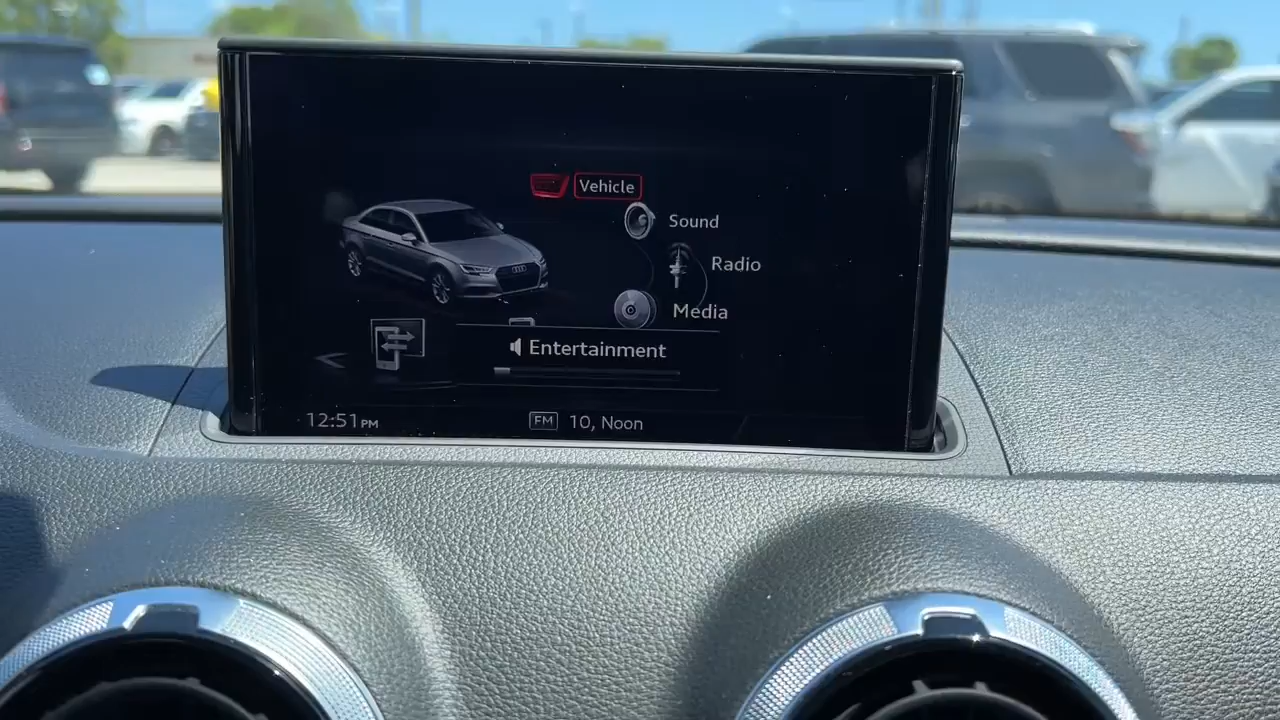 Vehicle
Sound
Radio
Media
Entertainment
12:51PM
FM 10, Noon